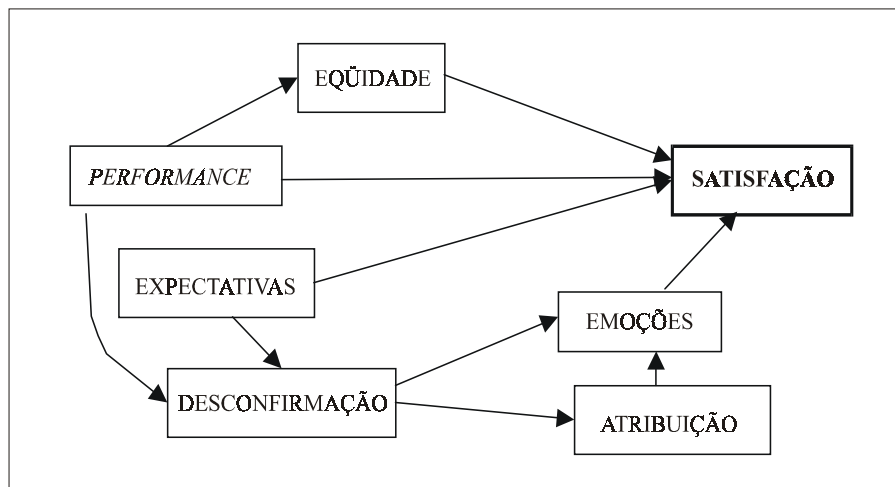 EQÜIDADE
PERFORMANCE
SATISFAÇÃO
EXPECTATIVAS
EMOÇÕES
DESCONFIRMAÇÃO
ATRIBUIÇÃO